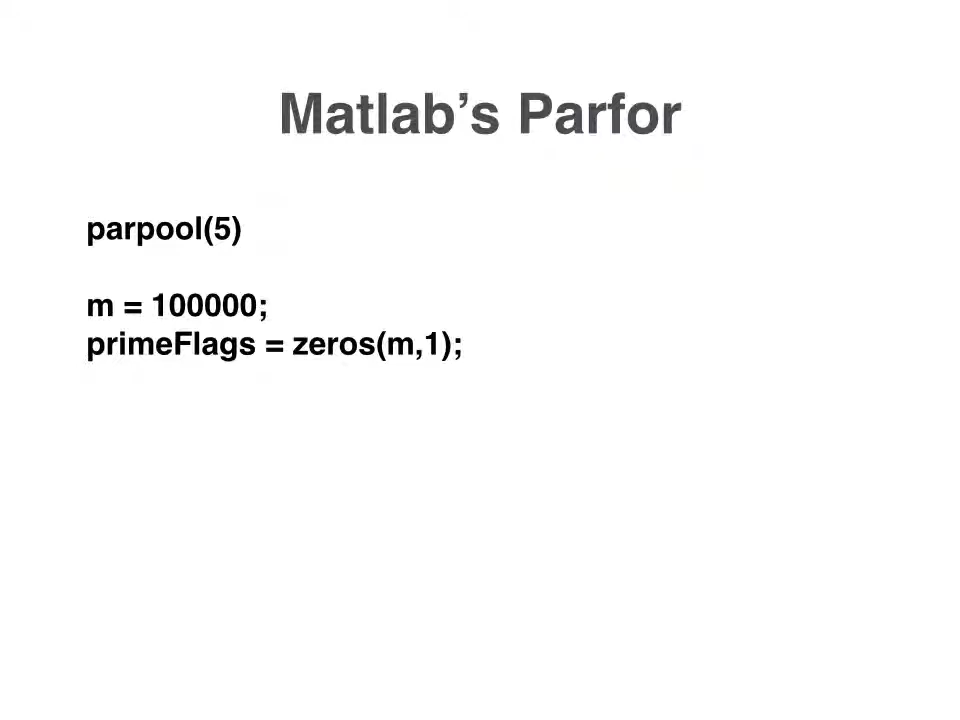 Matlab’s Parfor
parpool(5)
m = 100000;
primeFlags = zeros(m,1);